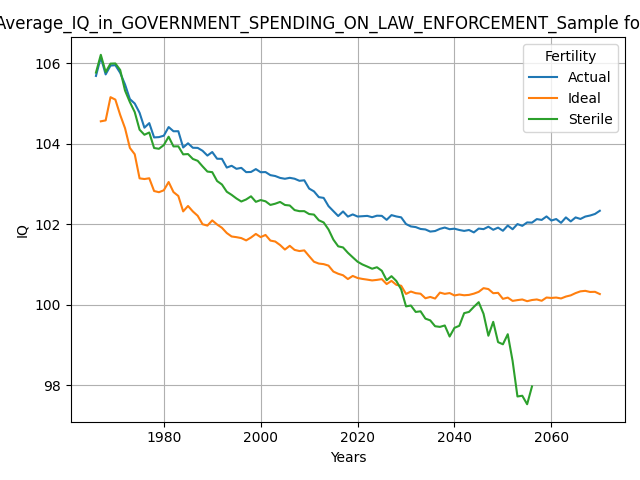 Average_IQ_in_GOVERNMENT_SPENDING_ON_LAW_ENFORCEMENT_Sample fo
Fertility
Actual
Ideal
Sterile
106
104
102
100
98
IQ
1980
2000
2020
2040
2060
Years